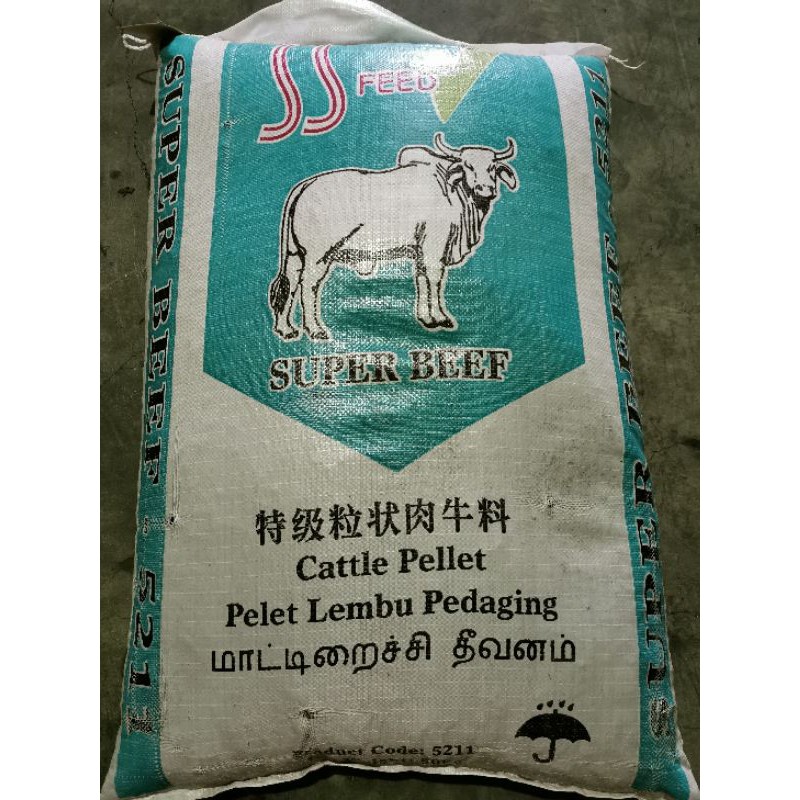 SS FEED
SUPER BEEF
特级粒状肉牛料
Cattle Pellet
Pelet Lembu Pedaging
மாட்டிறைச்சி தீவனம்
Product Code: 5211
SUPER BEEF 5211
SUPER BEEF 5211